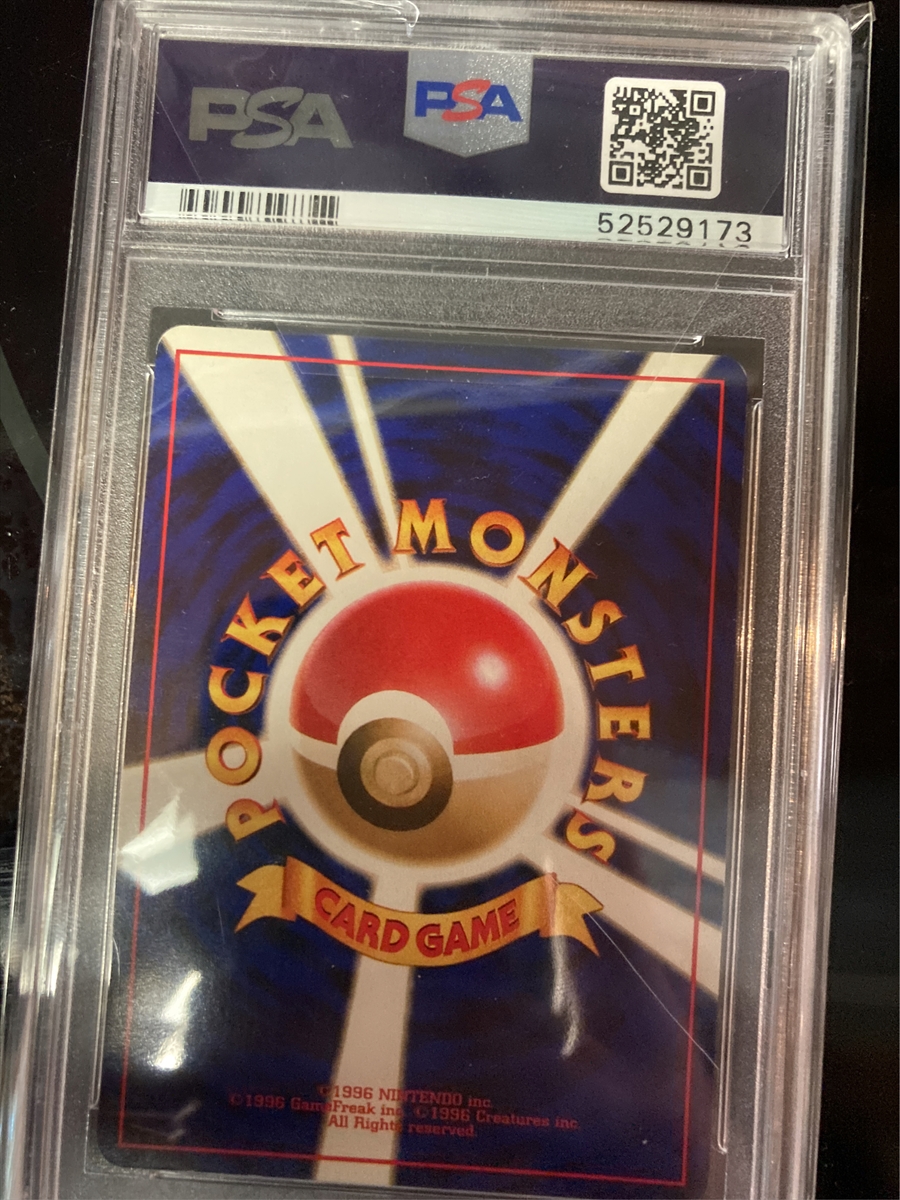 PSA
PSA
52529173
POCKET MONSTERS
CARD GAME
©1996 NINTENDO inc.
©1996 GameFreak inc. ©1996 Creatures inc.
All Rights reserved.